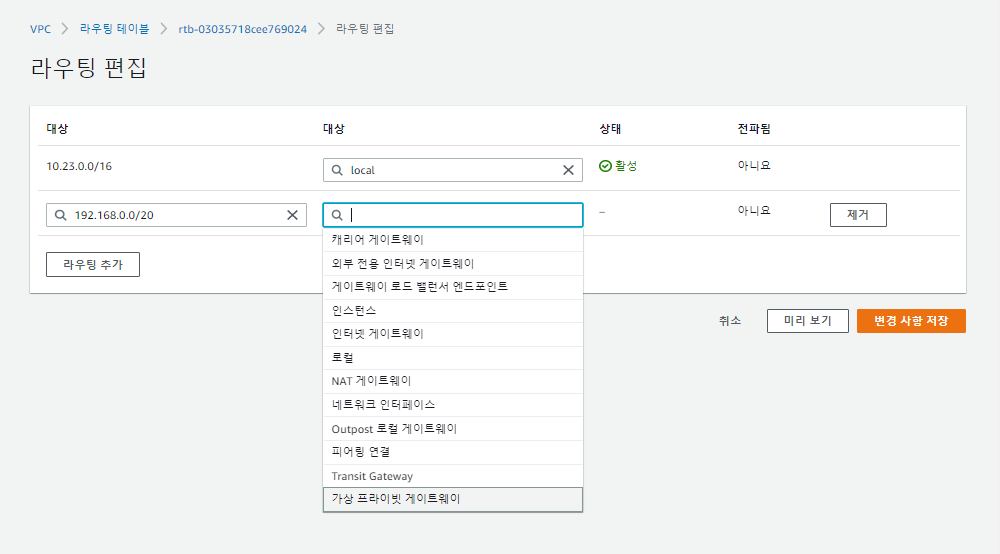 VPC > 라우팅 테이블 > rtb-03035718cee769024 > 라우팅 편집
라우팅 편집
대상 대상 상태 전파됨
10.23.0.0/16 local 활성 아니요
192.168.0.0/20 – 아니요 제거
캐리어 게이트웨이
외부 전용 인터넷 게이트웨이
라우팅 추가
게이트웨이 로드 밸런서 엔드포인트
인스턴스
취소 미리 보기 변경 사항 저장
인터넷 게이트웨이
로컬
NAT 게이트웨이
네트워크 인터페이스
Outpost 로컬 게이트웨이
피어링 연결
Transit Gateway
가상 프라이빗 게이트웨이